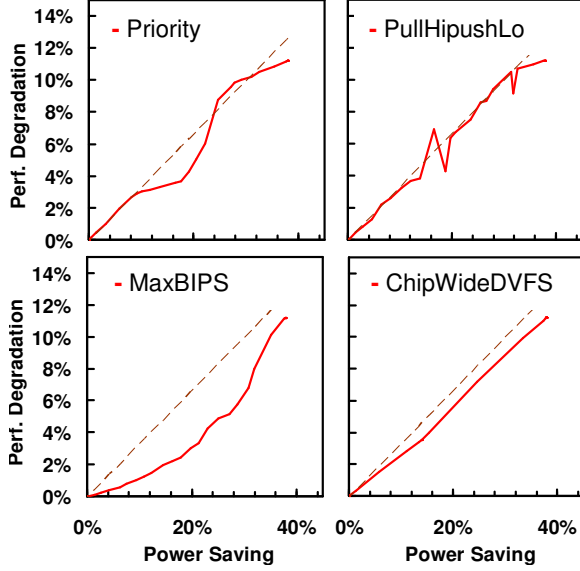 14%
12%
10%
8%
6%
4%
2%
0%
Perf. Degradation
Priority
PullHipushLo
14%
12%
10%
8%
6%
4%
2%
0%
Perf. Degradation
MaxBIPS
ChipWideDVFS
0% 20% 40%
Power Saving
0% 20% 40%
Power Saving